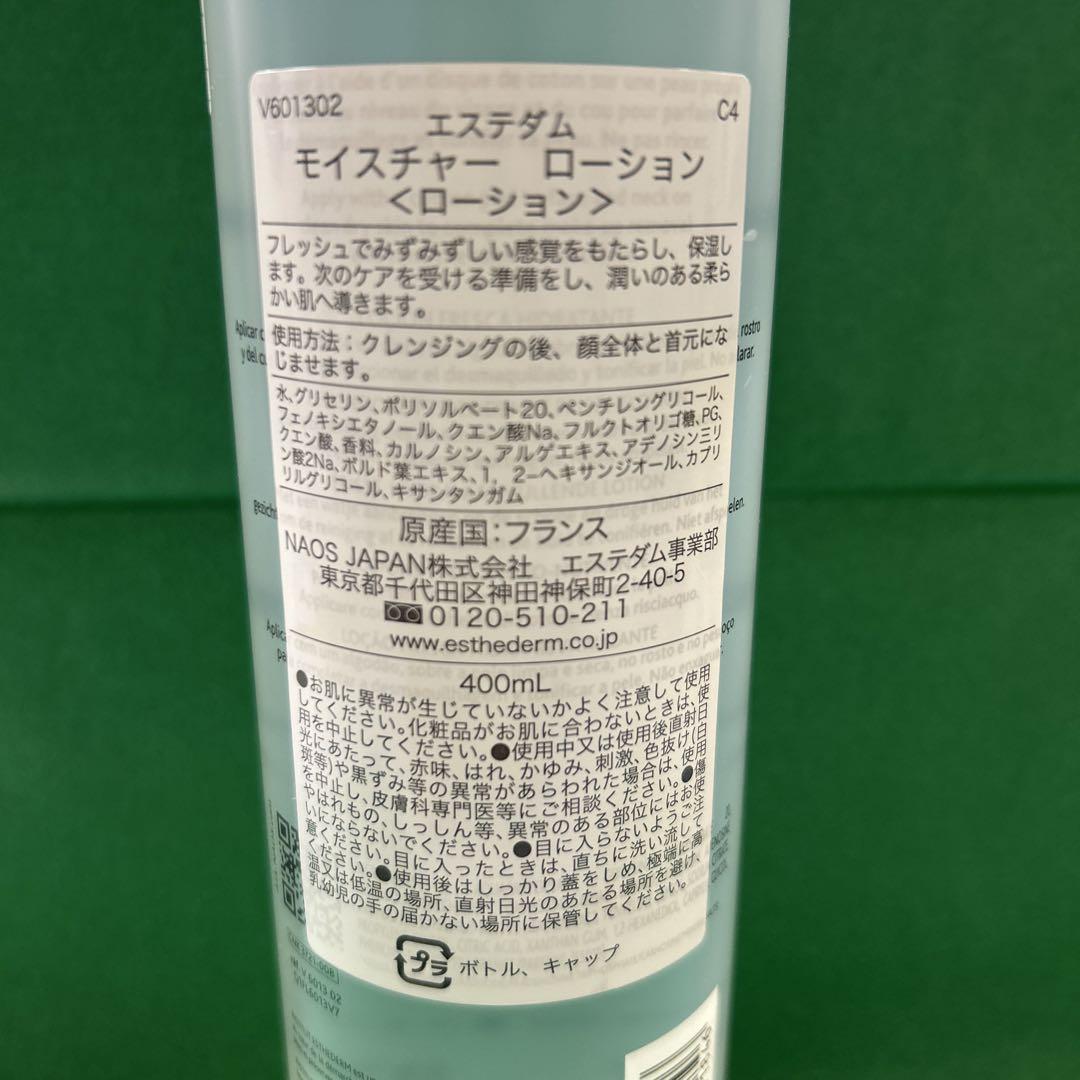 V601302
C4
エステダム
モイスチャー　ローション
＜ローション＞
フレッシュでみずみずしい感覚をもたらし、保湿し
ます。次のケアを受ける準備をし、潤いのある柔ら
かい肌へ導きます。
使用方法：クレンジングの後、顔全体と首元にな
じませます。
水、グリセリン、ポリソルベート20、ペンチレングリコール、
フェノキシエタノール、クエン酸Na、フルクトオリゴ糖、PG、
クエン酸、香料、カルノシン、アルゲエキス、アデノシン三リ
ン酸2Na、ボルド葉エキス、1，2-ヘキサンジオール、カプリ
リルグリコール、キサンタンガム
原産国：フランス
NAOS JAPAN株式会社　エステダム事業部
東京都千代田区神田神保町2-40-5
0120-510-211
www.esthederm.co.jp
400mL
●お肌に異常が生じていないかよく注意して使用
してください。化粧品がお肌に合わないときは、使
用を中止してください。●使用中又は使用後直射日
光にあたって、赤味、はれ、かゆみ、刺激、色抜け(白
斑等)や黒ずみ等の異常があらわれた場合は、使用
を中止し、皮膚科専門医等にご相談ください。●傷
やはれもの、しっしん等、異常のある部位にはお使
いにならないでください。●目に入らないようご注
意ください。目に入ったときは、直ちに洗い流して
ください。●使用後はしっかり蓋をしめ、極端に高
温又は低温の場所、直射日光のあたる場所を避け、
乳幼児の手の届かない場所に保管してください。
プラ ボトル、キャップ